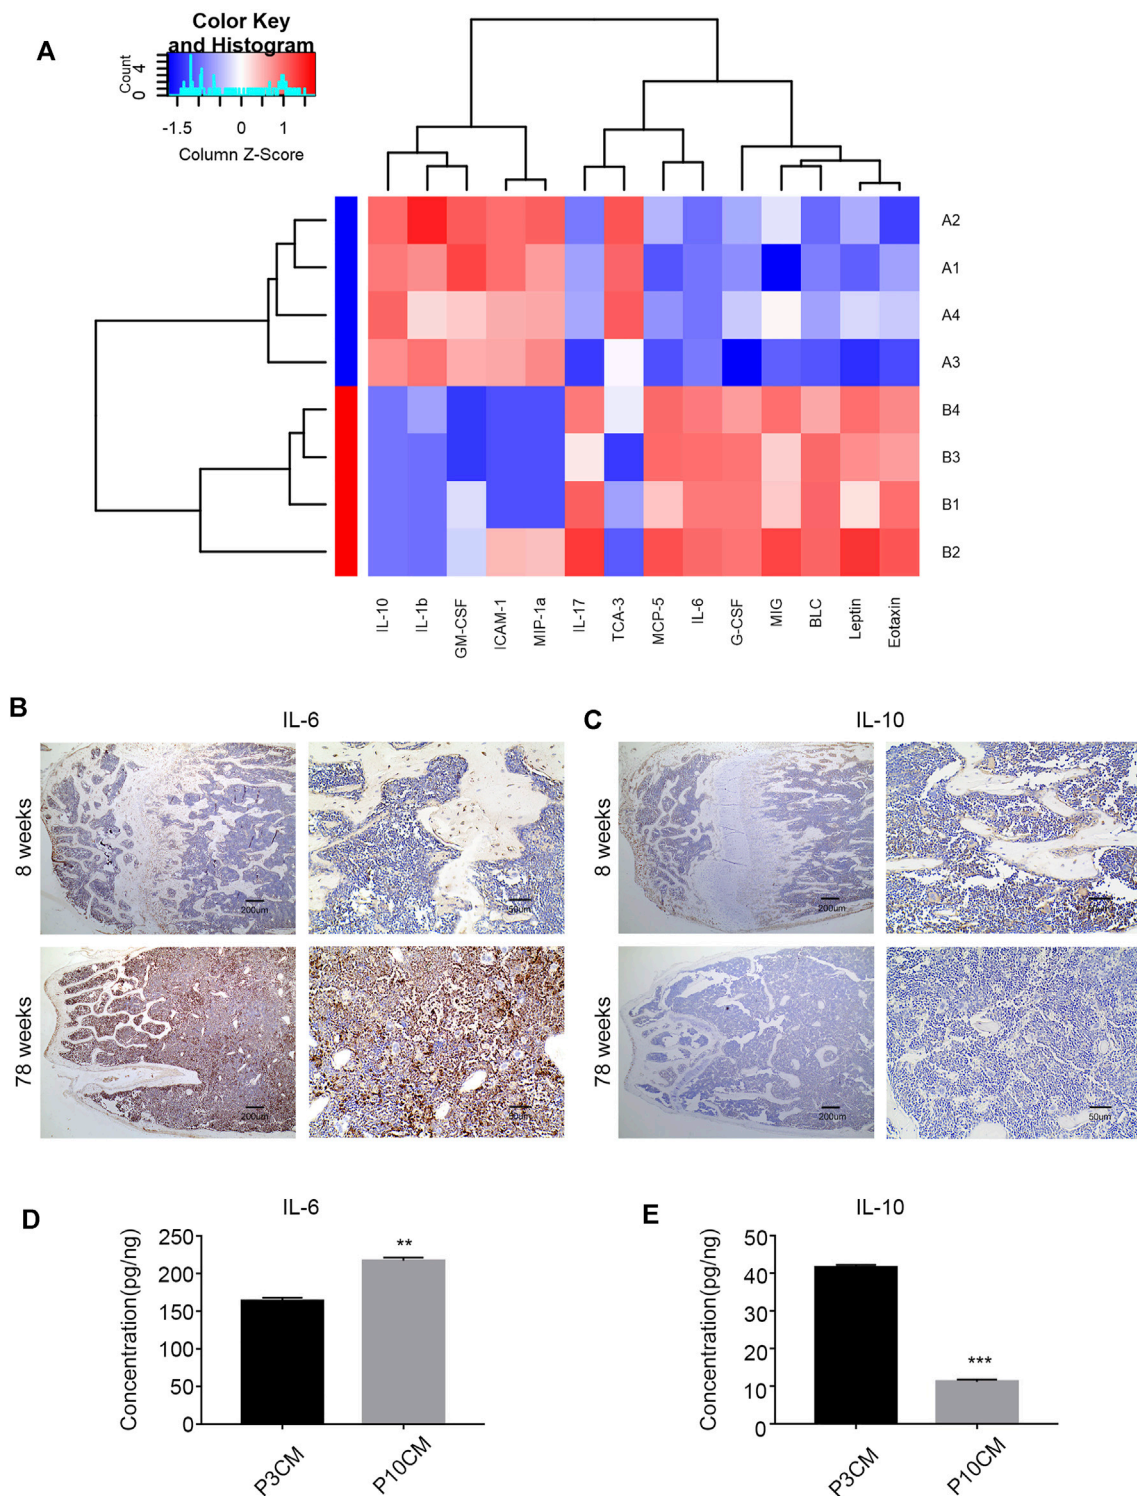 A
Color Key
and Histogram
Count
0
4
-1.5
0
1
Column Z-Score
A2
A1
A4
A3
B4
B3
B1
B2
IL-10
IL-1b
GM-CSF
ICAM-1
MIP-1a
IL-17
TCA-3
MCP-5
IL-6
G-CSF
MIG
BLC
Leptin
Eotaxin
B
IL-6
8 weeks
200um
50um
78 weeks
200um
50um
C
IL-10
8 weeks
200um
78 weeks
200um
50um
D
IL-6
Concentration(pg/ng)
250
200
150
100
50
0
**
P3CM
P10CM
E
IL-10
Concentration(pg/ng)
50
40
30
20
10
0
***
P3CM
P10CM